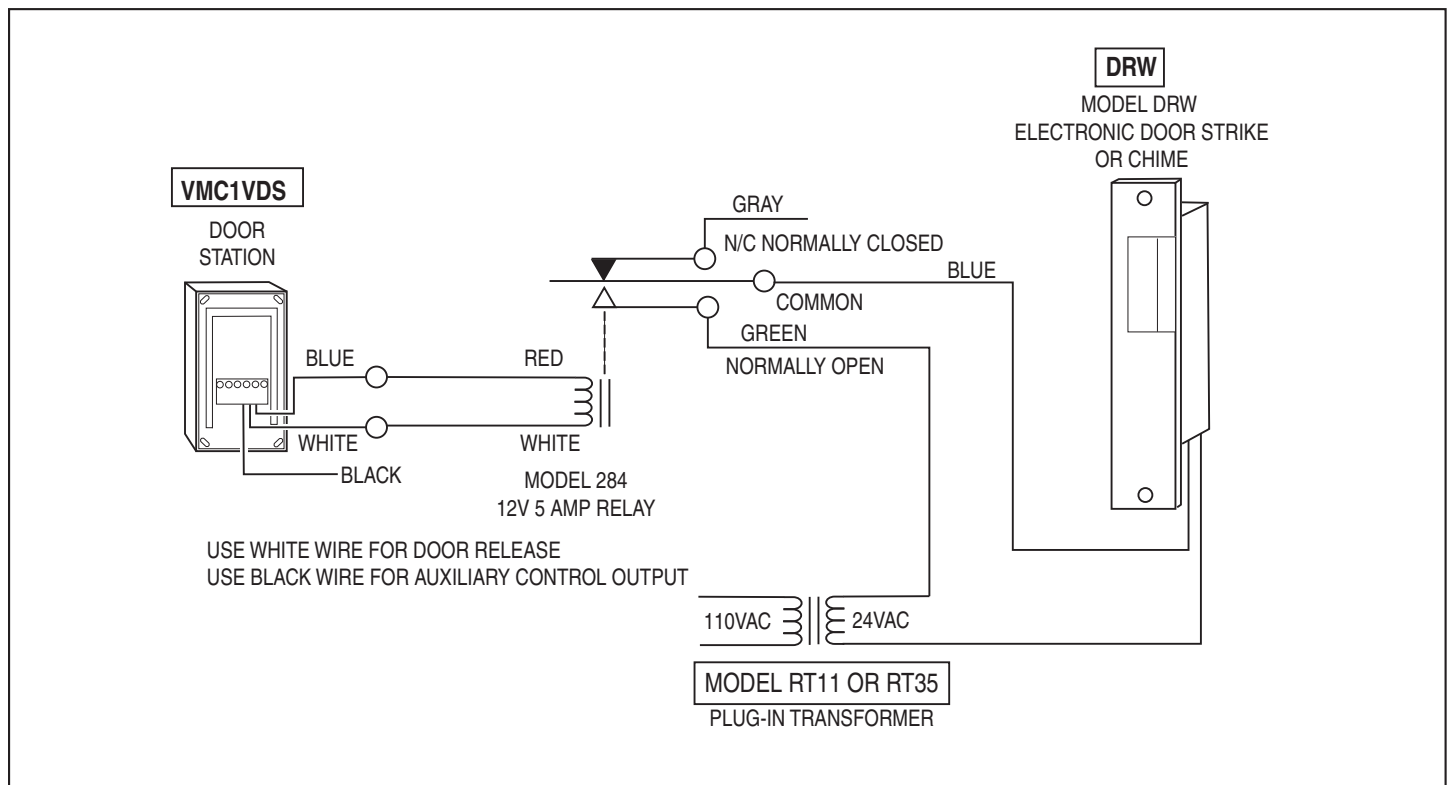 DRW
MODEL DRW
ELECTRONIC DOOR STRIKE
OR CHIME
VMC1VDS
DOOR
STATION
GRAY
N/C NORMALLY CLOSED
BLUE
COMMON
GREEN
NORMALLY OPEN
BLUE
RED
WHITE
WHITE
BLACK
MODEL 284
12V 5 AMP RELAY
USE WHITE WIRE FOR DOOR RELEASE
USE BLACK WIRE FOR AUXILIARY CONTROL OUTPUT
110VAC
24VAC
MODEL RT11 OR RT35
PLUG-IN TRANSFORMER